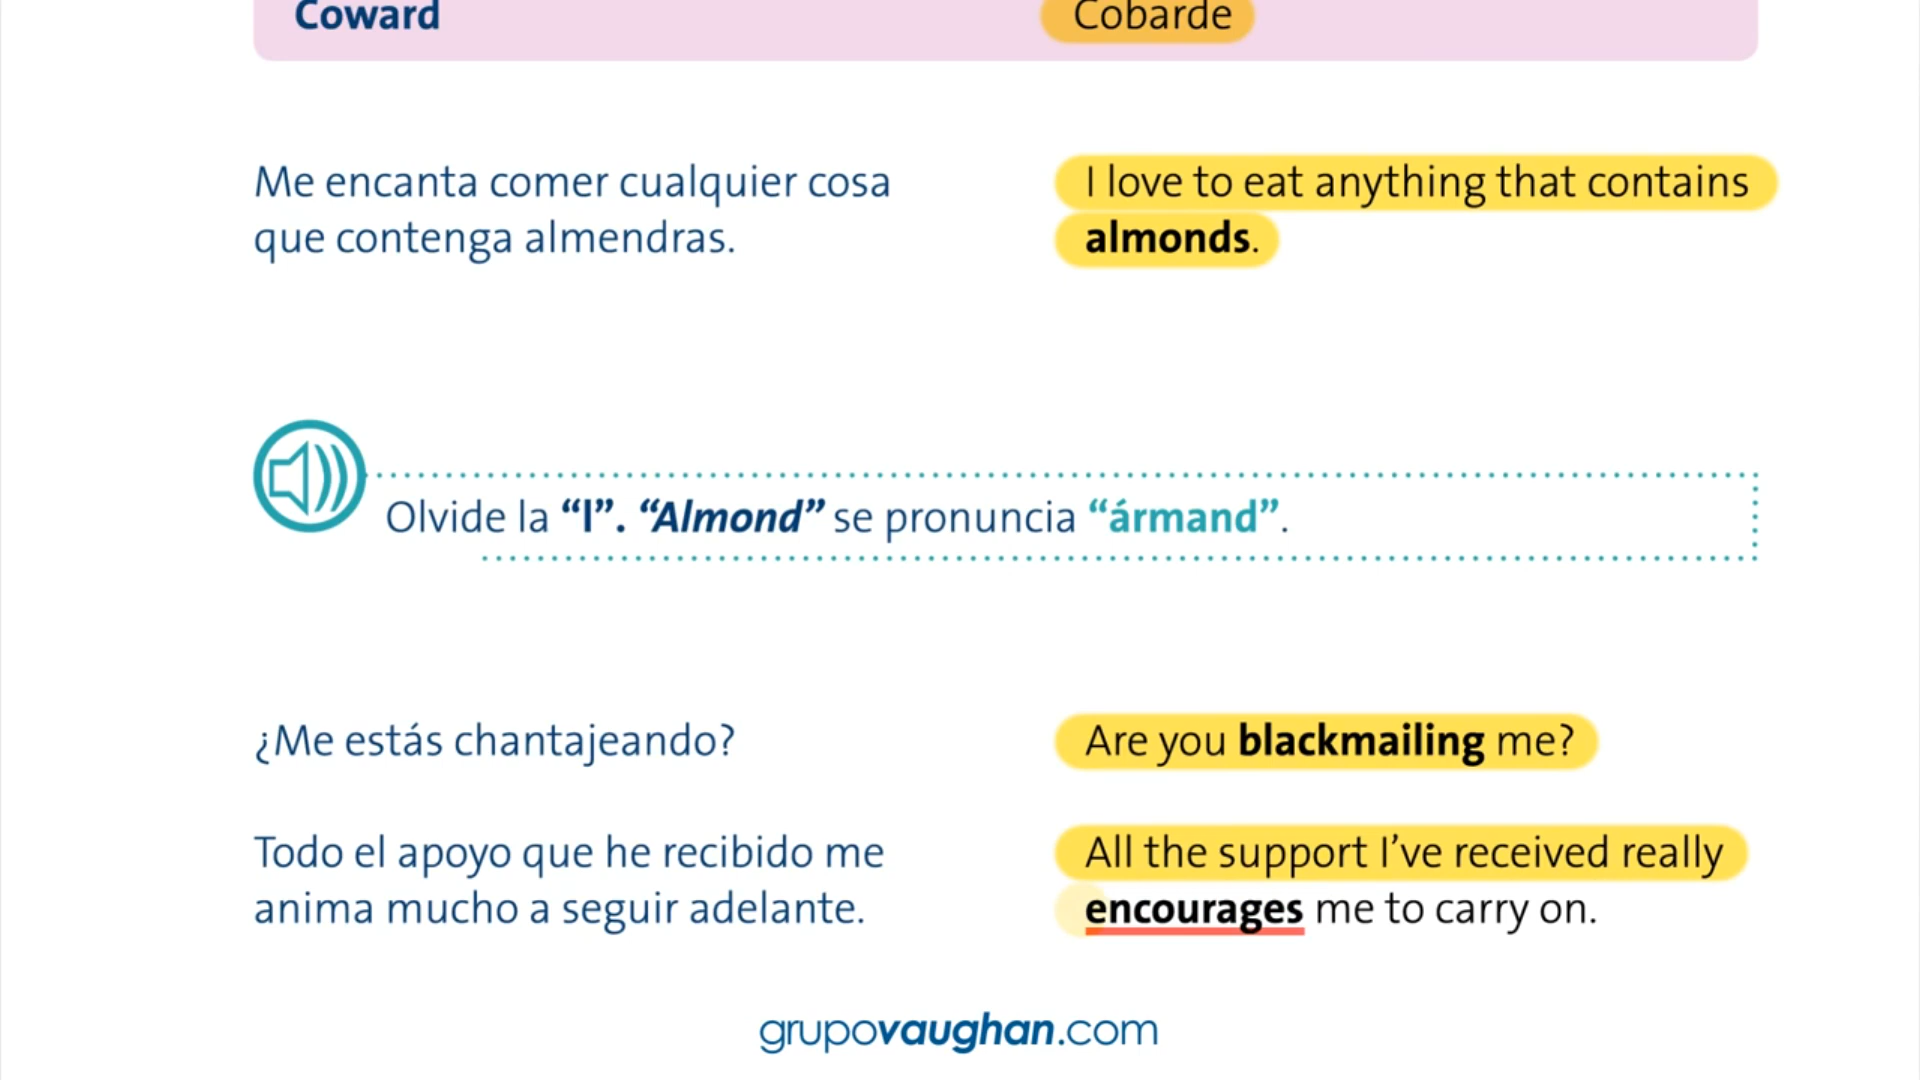 Coward
Cobarde
Me encanta comer cualquier cosa
que contenga almendras.
I love to eat anything that contains
almonds.
Olvide la “l”. “Almond” se pronuncia “ármand”.
¿Me estás chantajeando?
Are you blackmailing me?
Todo el apoyo que he recibido me
anima mucho a seguir adelante.
All the support I’ve received really
encourages me to carry on.
grupovaughan.com